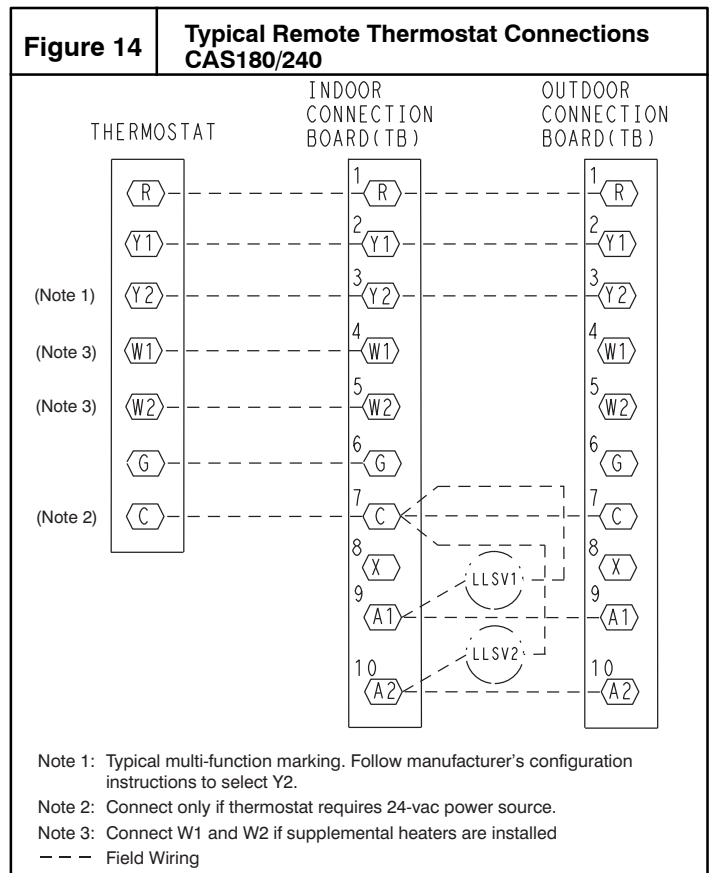 Figure 14
Typical Remote Thermostat Connections
CAS180/240
THERMOSTAT
INDOOR
CONNECTION
BOARD(TB)
OUTDOOR
CONNECTION
BOARD(TB)
R 1 R 1 R
Y1 2 Y1 2 Y1
(Note 1) Y2 3 Y2 3 Y2
(Note 3) W1 4 W1 4 W1
(Note 3) W2 5 W2 5 W2
G 6 G 6 G
(Note 2) C 7 C 7 C
8 X 8 X
LLSV1
9 A1 9 A1
LLSV2
10 A2 10 A2
Note 1: Typical multi-function marking. Follow manufacturer's configuration
instructions to select Y2.
Note 2: Connect only if thermostat requires 24-vac power source.
Note 3: Connect W1 and W2 if supplemental heaters are installed
Field Wiring